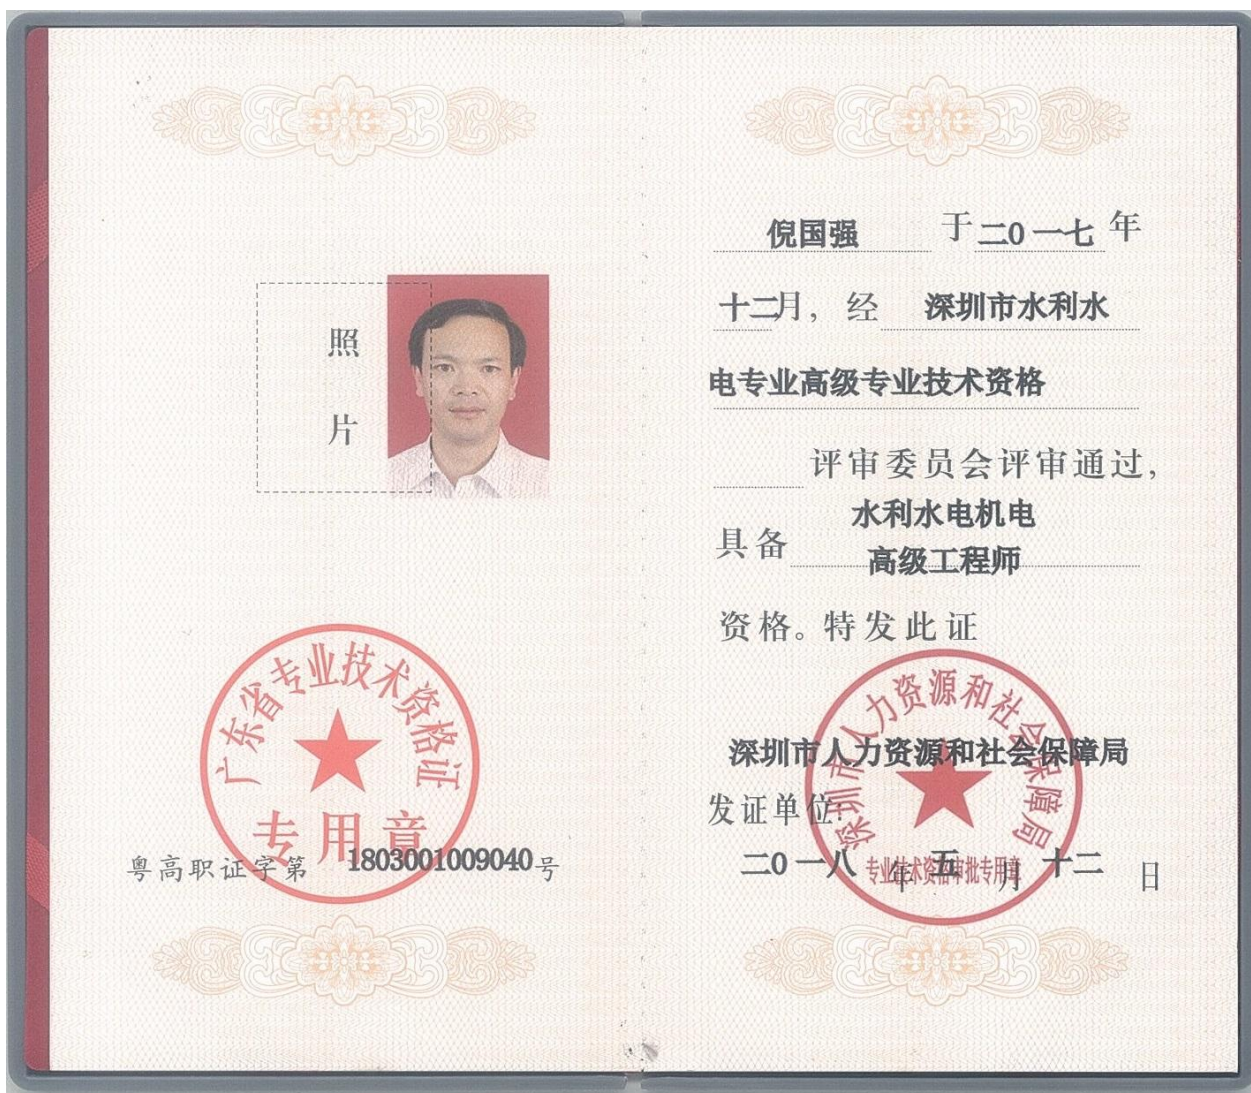 照
片
广东省专业技术资格证
专用章
粤高职证字第 1803001009040 号
倪国强 于 二0一七 年
十二月，经 深圳市水利水
电专业高级专业技术资格
评审委员会评审通过，
水利水电机电
具备
高级工程师
资格。特发此证
深圳市人力资源和社会保障局
深圳市人力资源和社会保障局
发证单位:
专业技术资格审批专用章
二0一八 年 五 月 十二 日